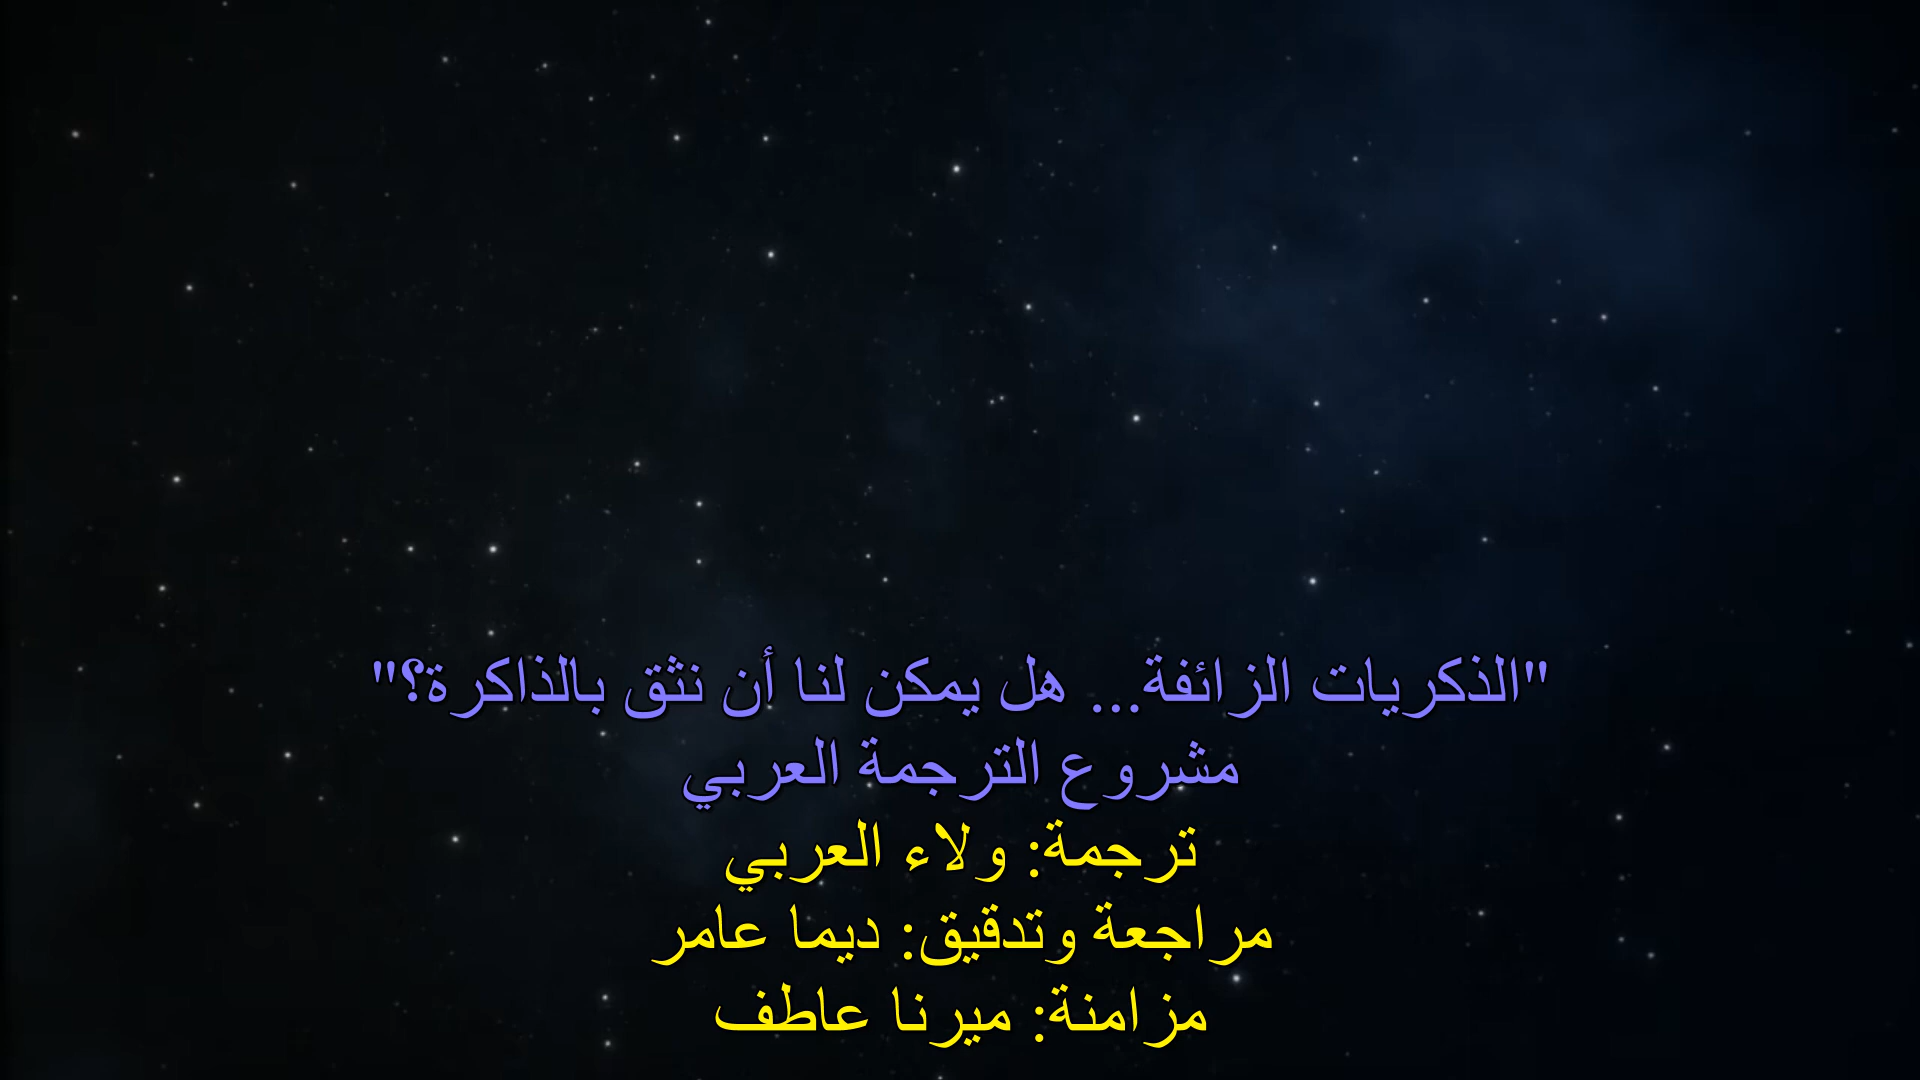 "الذكريات الزائفة... هل يمكن لنا أن نثق بالذاكرة؟"
مشروع الترجمة العربي
ترجمة: ولاء العربي
مراجعة وتدقيق: ديما عامر
مزامنة: ميرنا عاطف